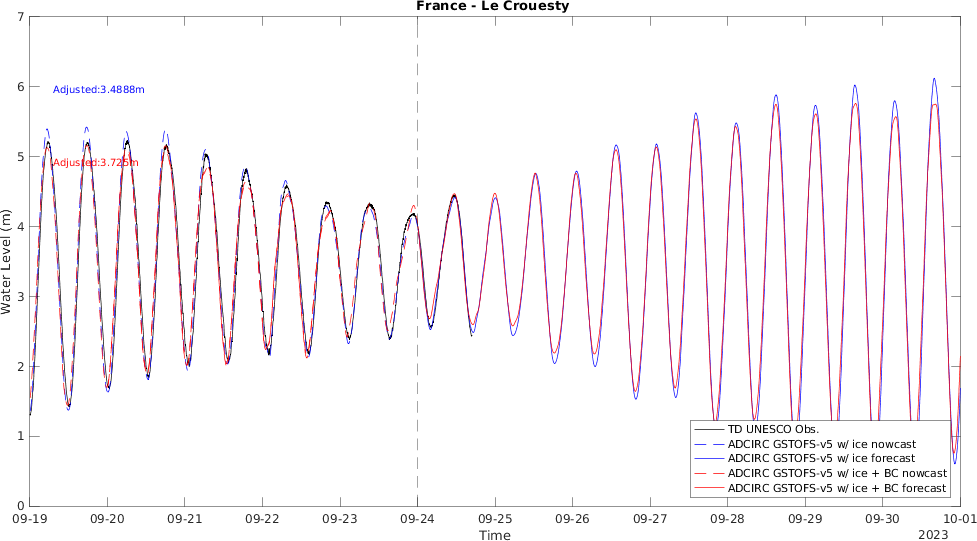 France - Le Crouesty
7
6
5
4
3
2
1
0
Water Level (m)
Adjusted:3.4888m
Adjusted:3.725m
TD UNESCO Obs.
ADCIRC GSTOFS-v5 w/ ice nowcast
ADCIRC GSTOFS-v5 w/ ice forecast
ADCIRC GSTOFS-v5 w/ ice + BC nowcast
ADCIRC GSTOFS-v5 w/ ice + BC forecast
09-19 09-20 09-21 09-22 09-23 09-24 09-25 09-26 09-27 09-28 09-29 09-30 10-01
Time
2023